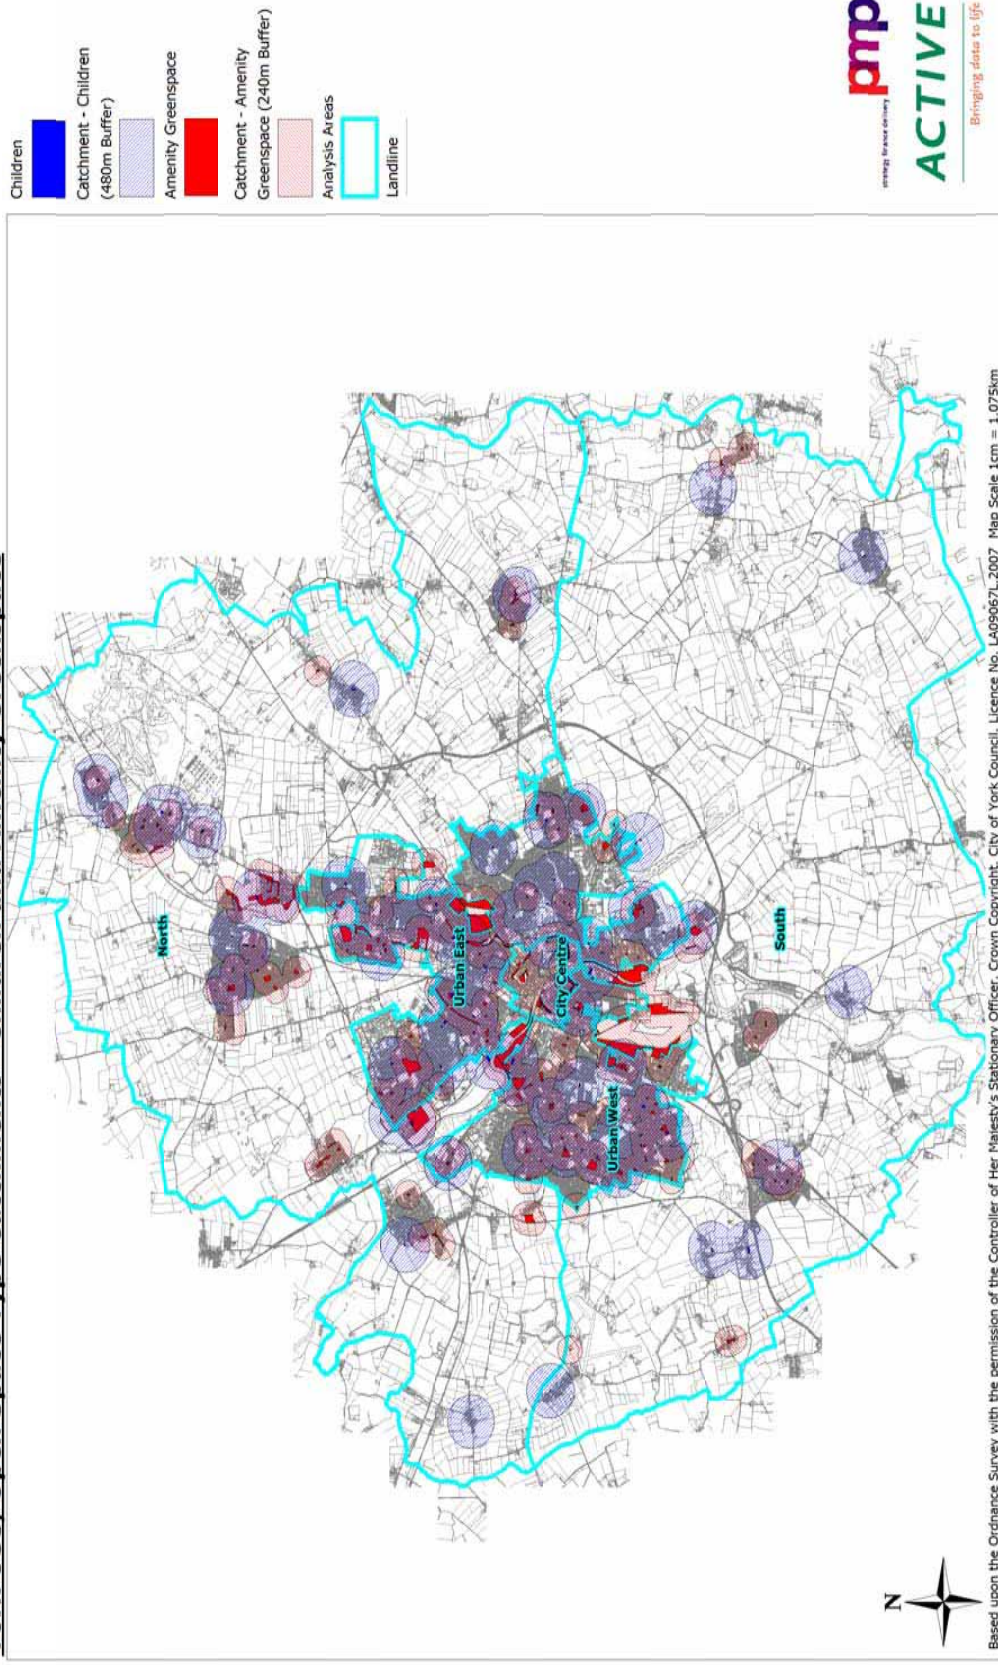 Children
Catchment - Children
(480m Buffer)
Amenity Greenspace
Catchment - Amenity
Greenspace (240m Buffer)
Analysis Areas
Landline
North
Urban East
City Centre
Urban West
South
N
pmp
strategy finance delivery
ACTIVE
Bringing data to life
Based upon the Ordnance Survey with the permission of the Controller of Her Majesty's Stationary Officer. Crown Copyright. City of York Council. Licence No. LA09067L 2007 Map Scale 1cm = 1.075km